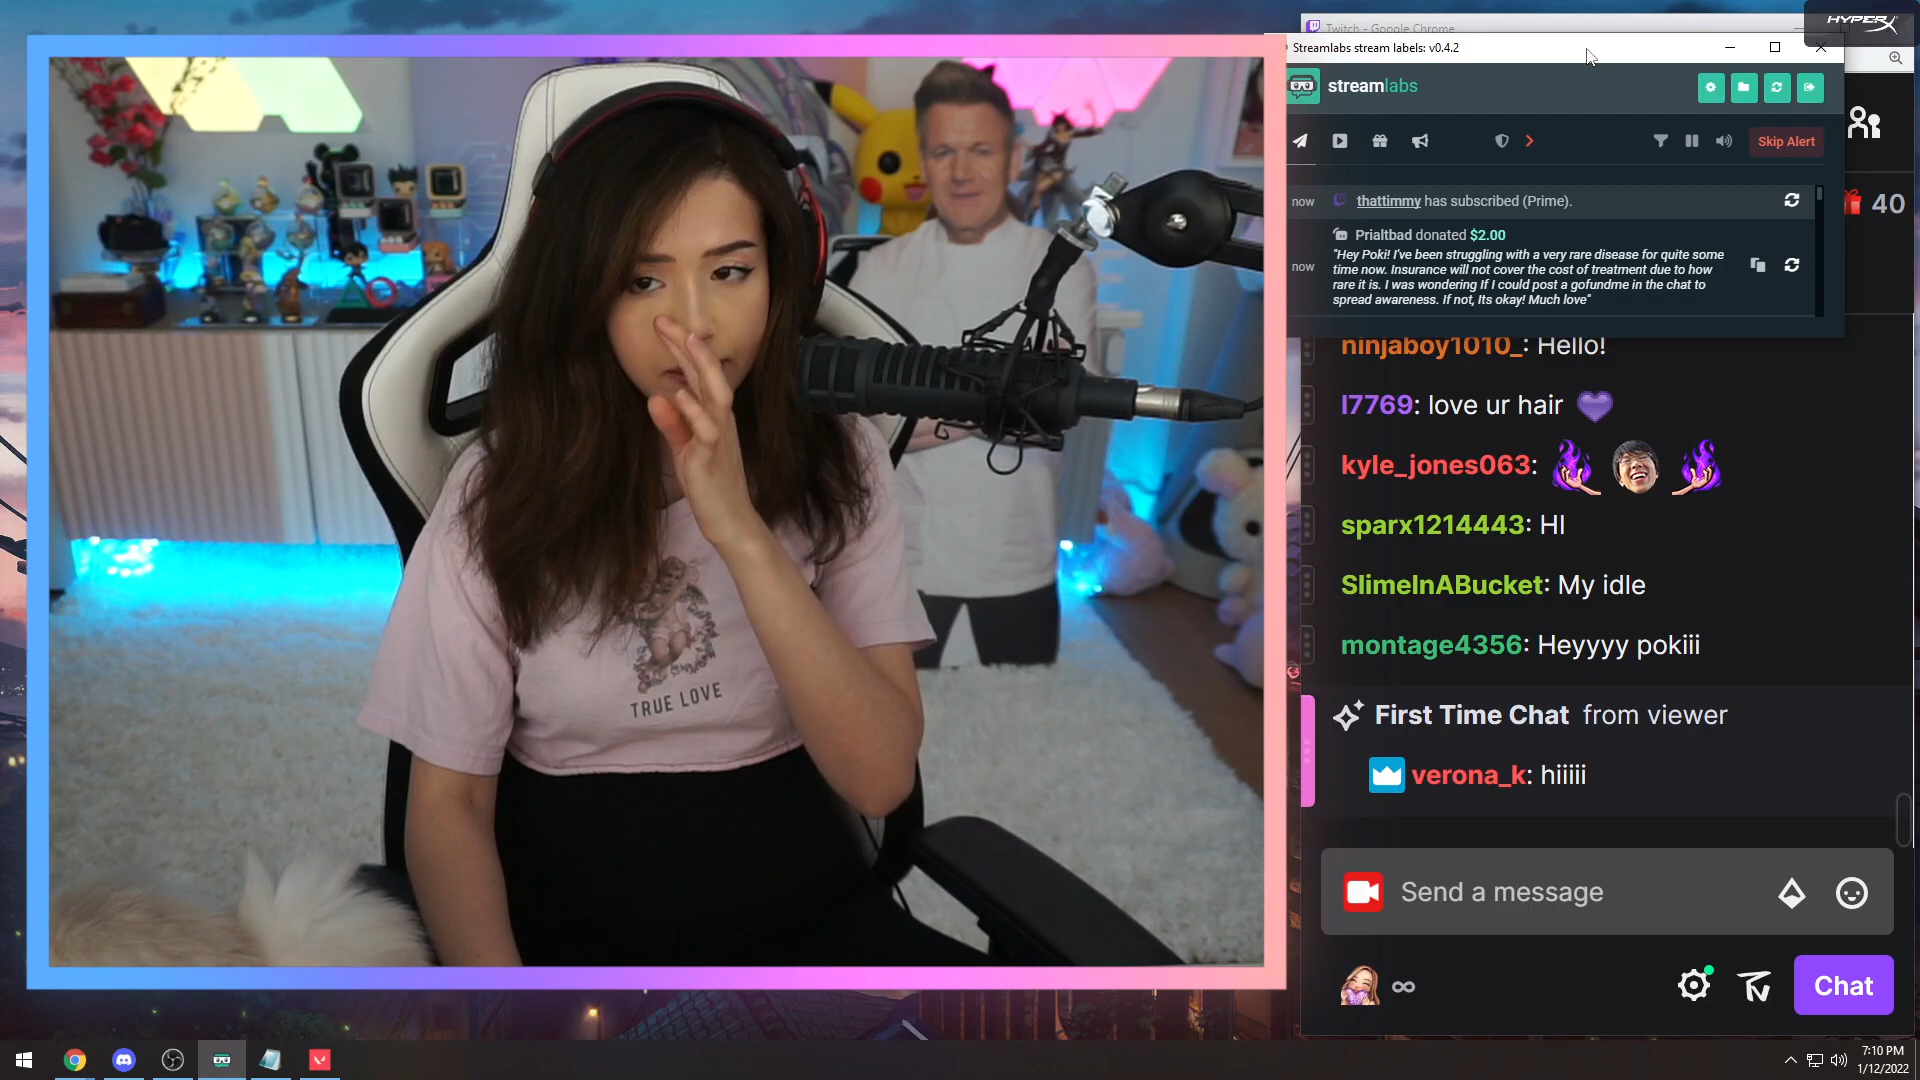 HYPERX
Twitch - Google Chrome
Streamlabs stream labels: v0.4.2
streamlabs
Skip Alert
now thattimmy has subscribed (Prime).
40
Prialtbad donated $2.00
now
"Hey Poki! I've been struggling with a very rare disease for quite some
time now. Insurance will not cover the cost of treatment due to how
rare it is. I was wondering If I could post a gofundme in the chat to
spread awareness. If not, Its okay! Much love"
ninjaboy1010_: Hello!
l7769: love ur hair
kyle_jones063:
sparx1214443: HI
SlimeInABucket: My idle
montage4356: Heyyyy pokiii
First Time Chat from viewer
verona_k: hiiiii
Send a message
Chat
TRUE LOVE
7:10 PM
1/12/2022